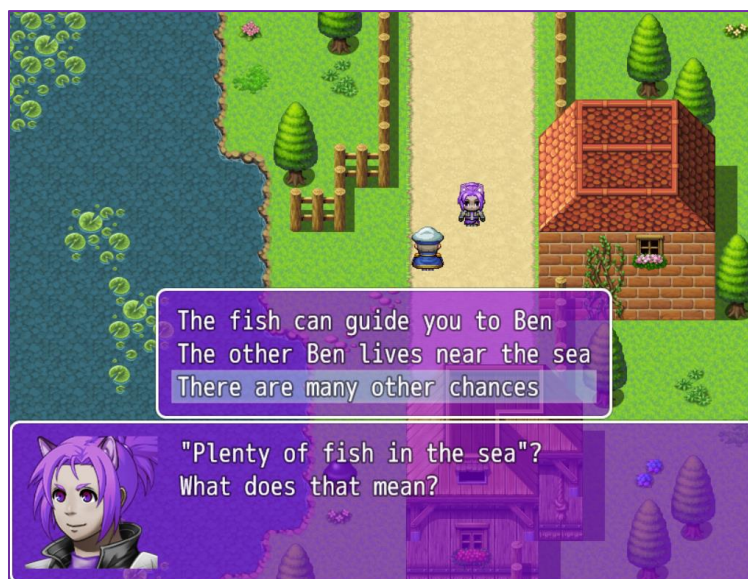 The fish can guide you to Ben
The other Ben lives near the sea
There are many other chances
"Plenty of fish in the sea"?
What does that mean?